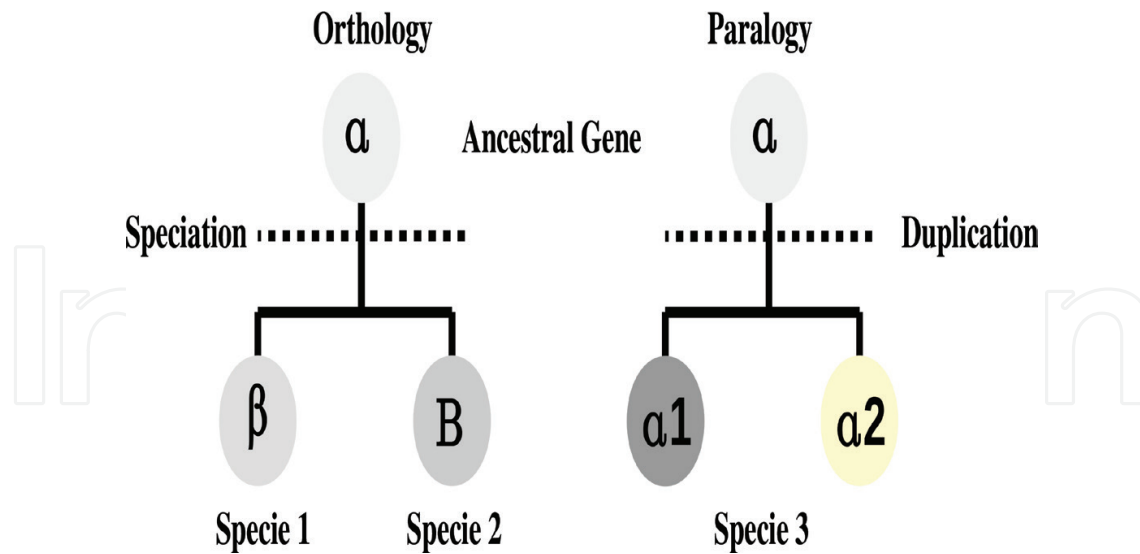 Orthology
Paralogy
α
Ancestral Gene
α
Speciation
Duplication
β
B
α1
α2
Specie 1
Specie 2
Specie 3